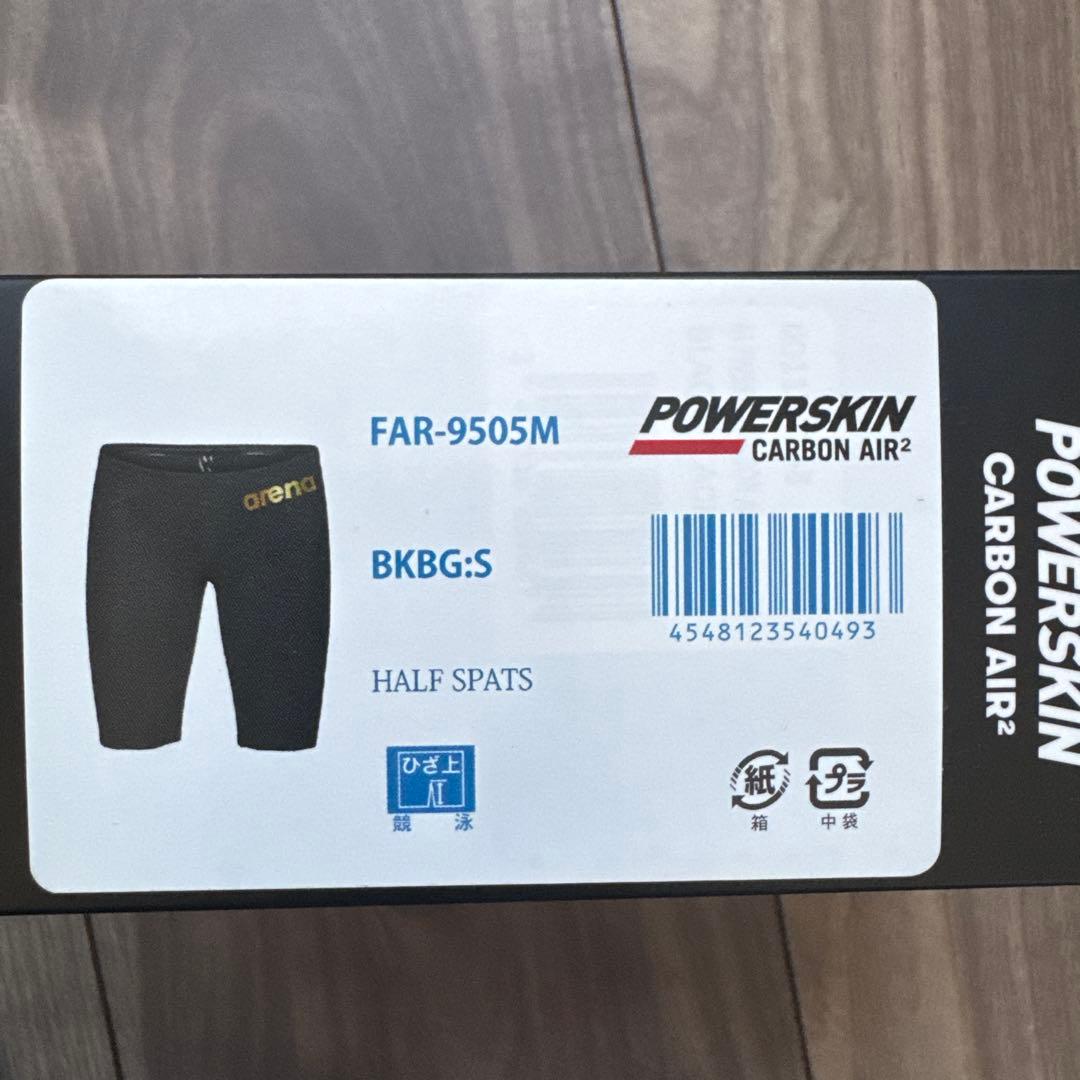 FAR-9505M
POWERSKIN
CARBON AIR²
arena
BKBG:S
4548123540493
HALF SPATS
ひざ上
競 泳
紙
箱
プラ
中袋
POWERSKIN
CARBON AIR²